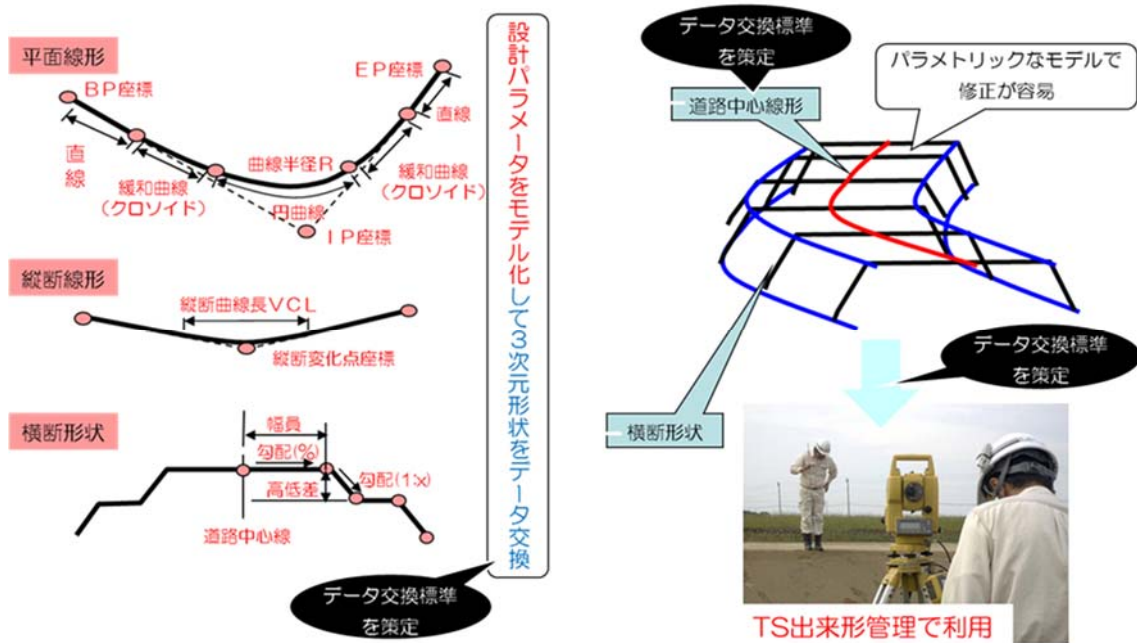 平面線形
BP座標
EP座標
直線
直線
曲線半径R
緩和曲線
(クロソイド)
緩和曲線
(クロソイド)
円曲線
IP座標
縦断線形
縦断曲線長VCL
縦断変化点座標
横断形状
幅員
勾配(%)
勾配(1:x)
高低差
道路中心線
データ交換標準
を策定
設計パラメータをモデル化して3次元形状をデータ交換
データ交換標準
を策定
道路中心線形
パラメトリックなモデルで
修正が容易
データ交換標準
を策定
横断形状
TS出来形管理で利用